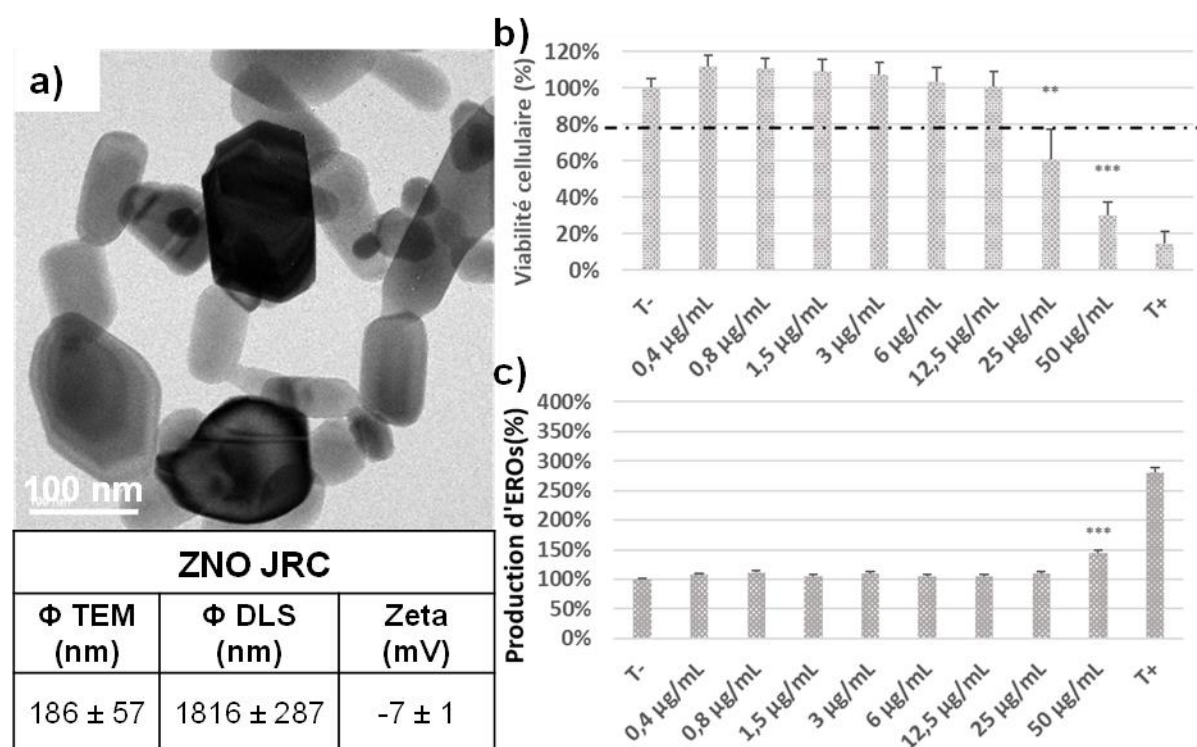 a)
100 nm
ZNO JRC
Φ TEM (nm)
Φ DLS (nm)
Zeta (mV)
186 ± 57
1816 ± 287
-7 ± 1
b)
Viabilité cellulaire (%)
120%
100%
80%
60%
40%
20%
0%
**
***
T-
0,4 µg/mL
0,8 µg/mL
1,5 µg/mL
3 µg/mL
6 µg/mL
12,5 µg/mL
25 µg/mL
50 µg/mL
T+
c)
Production d'EROs(%)
400%
350%
300%
250%
200%
150%
100%
50%
0%
***
T-
0,4 µg/mL
0,8 µg/mL
1,5 µg/mL
3 µg/mL
6 µg/mL
12,5 µg/mL
25 µg/mL
50 µg/mL
T+